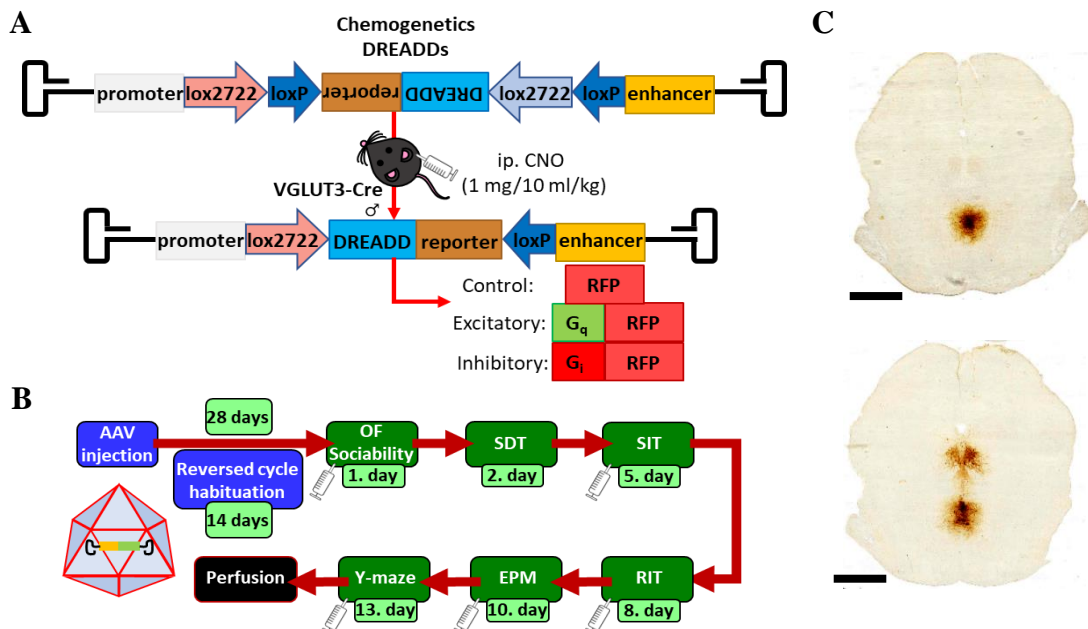 A
Chemogenetics
DREADDs
promoter lox2722 loxP reporter DREADD lox2722 loxP enhancer
VGLUT3-Cre
♂
ip. CNO
(1 mg/10 ml/kg)
promoter lox2722 DREADD reporter loxP enhancer
Control: RFP
Excitatory: Gq RFP
Inhibitory: Gi RFP
B
AAV
injection
28 days
Reversed cycle
habituation
14 days
OF
Sociability
1. day
SDT
2. day
SIT
5. day
Perfusion
Y-maze
13. day
EPM
10. day
RIT
8. day
C